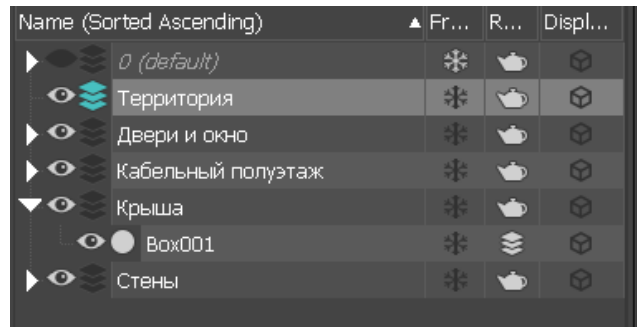 Name (Sorted Ascending) Fr... R... Displ...
0 (default)
Территория
Двери и окно
Кабельный полуэтаж
Крыша
Box001
Стены